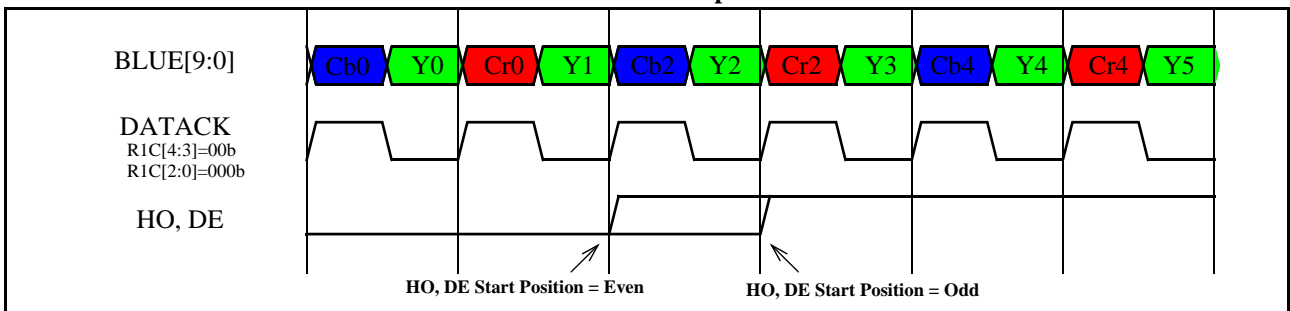 BLUE[9:0]
Cb0 Y0 Cr0 Y1 Cb2 Y2 Cr2 Y3 Cb4 Y4 Cr4 Y5
DATACK
R1C[4:3]=00b
R1C[2:0]=000b
HO, DE
HO, DE Start Position = Even
HO, DE Start Position = Odd